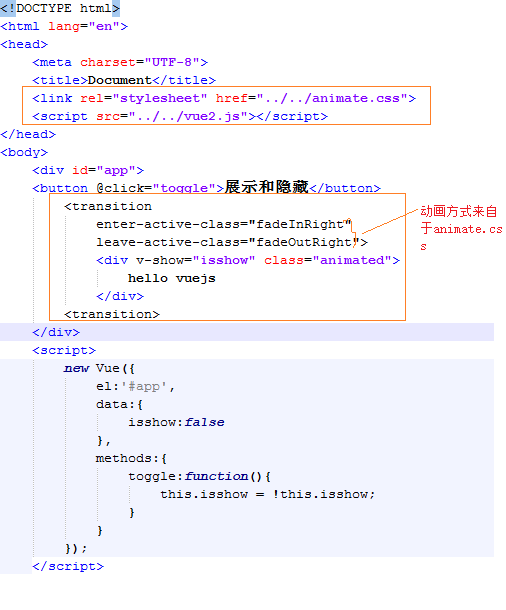 <!DOCTYPE html>
<html lang="en">
<head>
<meta charset="UTF-8">
<title>Document</title>
<link rel="stylesheet" href="../../animate.css">
<script src="../../vue2.js"></script>
</head>
<body>
<div id="app">
<button @click="toggle">展示和隐藏</button>
<transition
enter-active-class="fadeInRight"
leave-active-class="fadeOutRight">
<div v-show="isshow" class="animated">
hello vuejs
</div>
<transition>
动画方式来自
于animate.cs
s
</div>
<script>
new Vue({
el:'#app',
data:{
isshow:false
},
methods:{
toggle:function(){
this.isshow = !this.isshow;
}
}
});
</script>